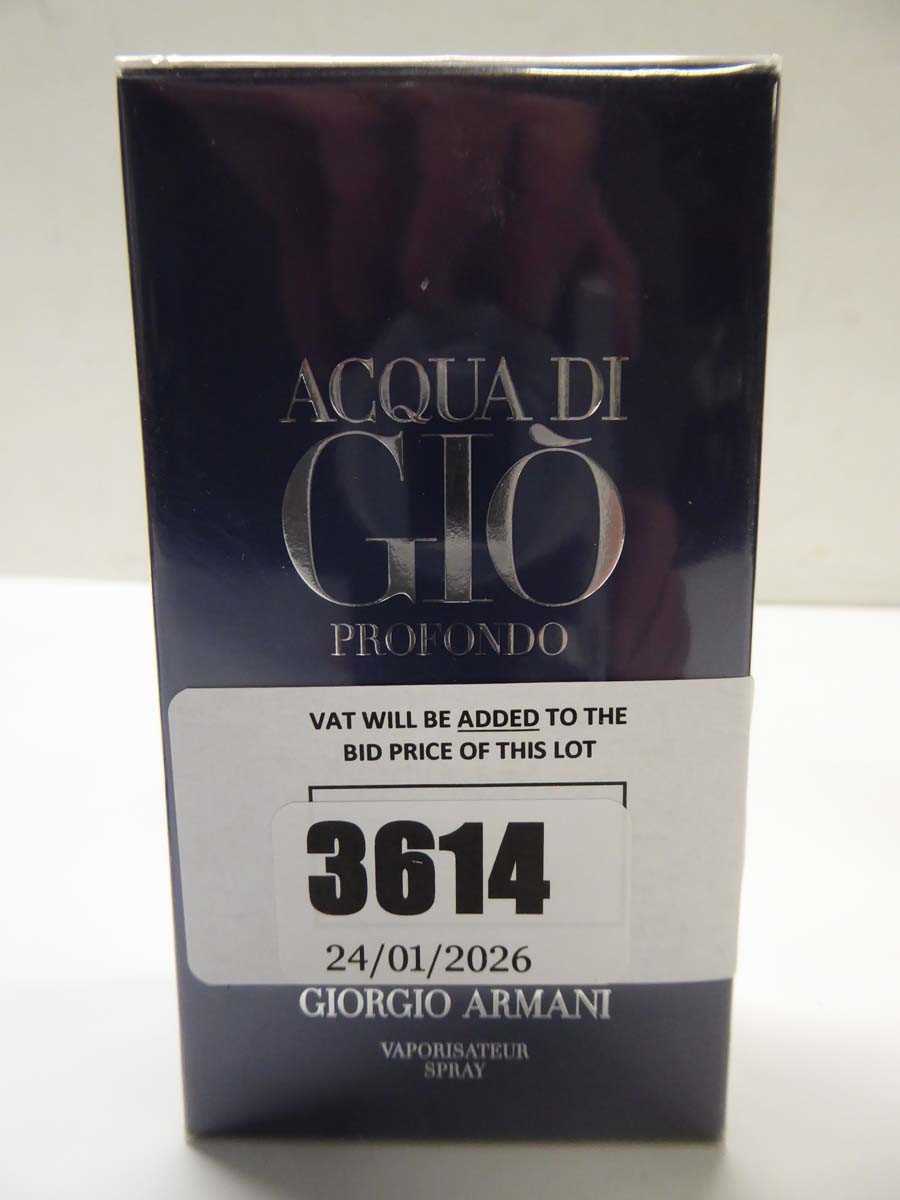 ACQUA DI
GIÒ
PROFONDO
VAT WILL BE ADDED TO THE
BID PRICE OF THIS LOT
3614
24/01/2026
GIORGIO ARMANI
VAPORISATEUR
SPRAY